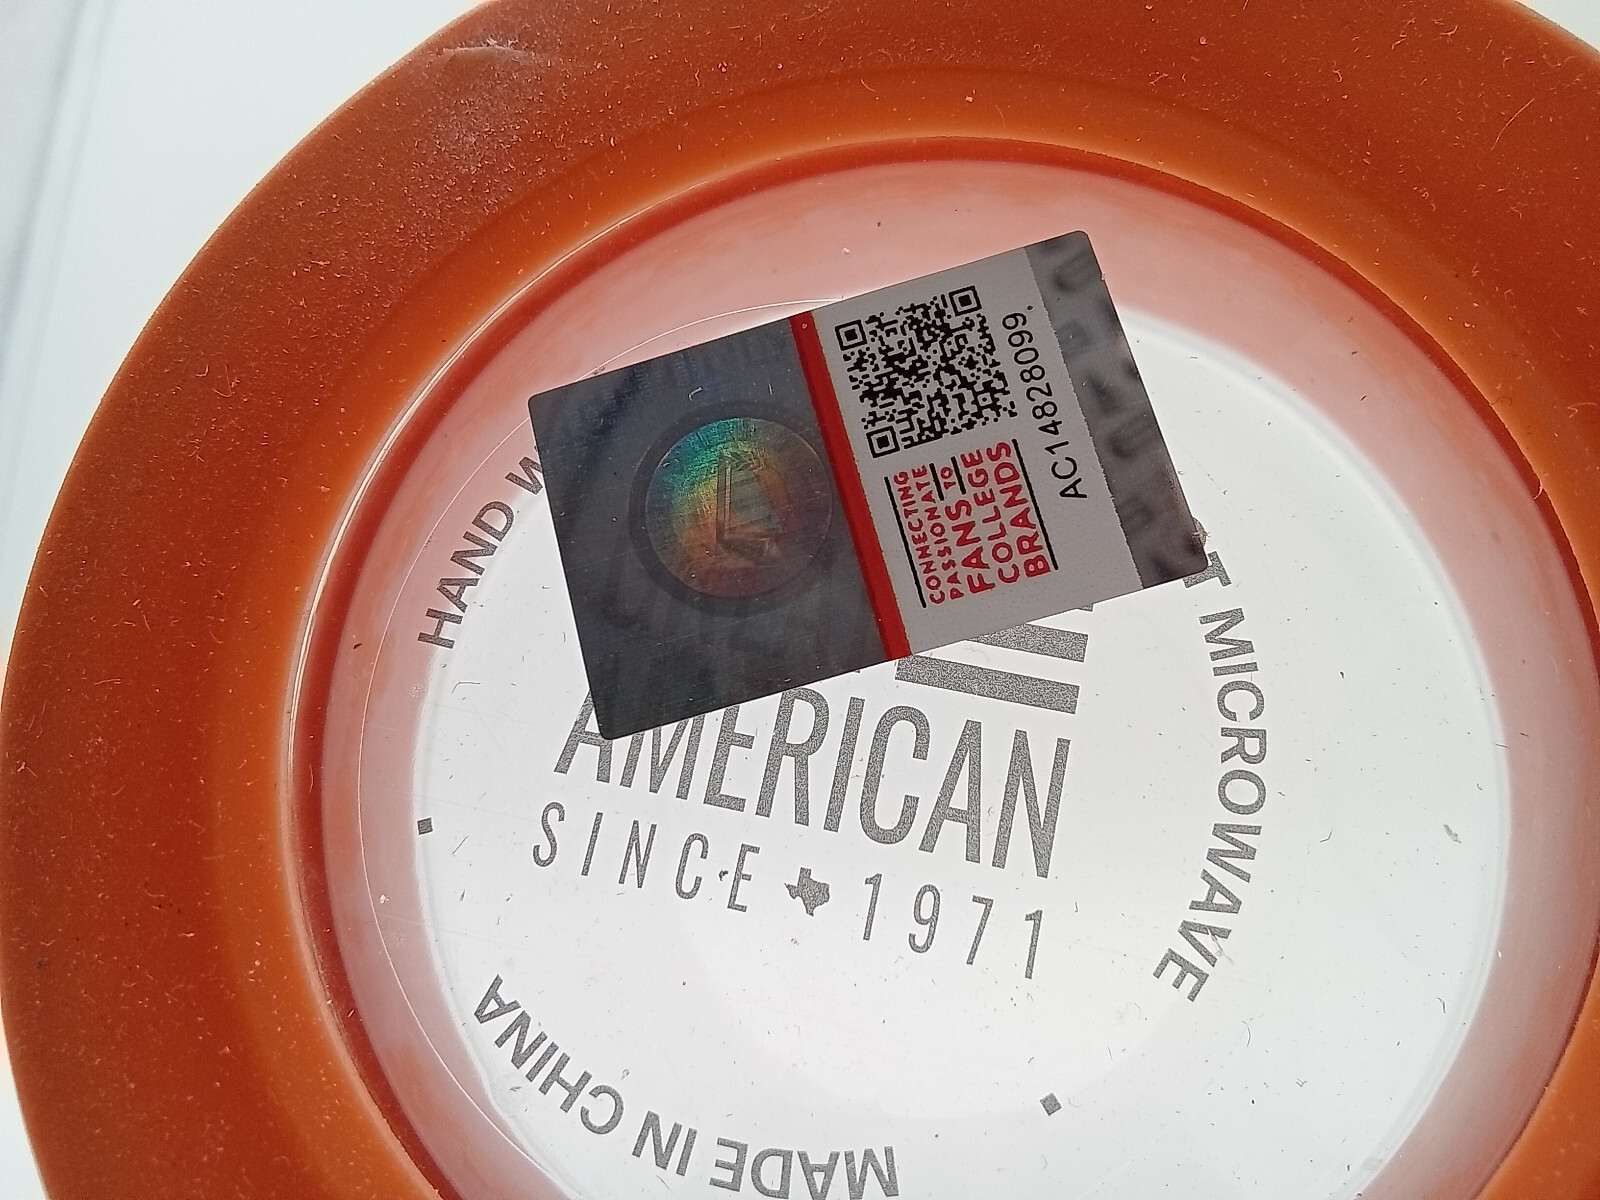 CONNECTING
PASSIONATE
FANS TO
COLLEGE
BRANDS
AC14828099
HAND
MICROWAVE
AMERICAN
SINCE 1971
MADE IN CHINA